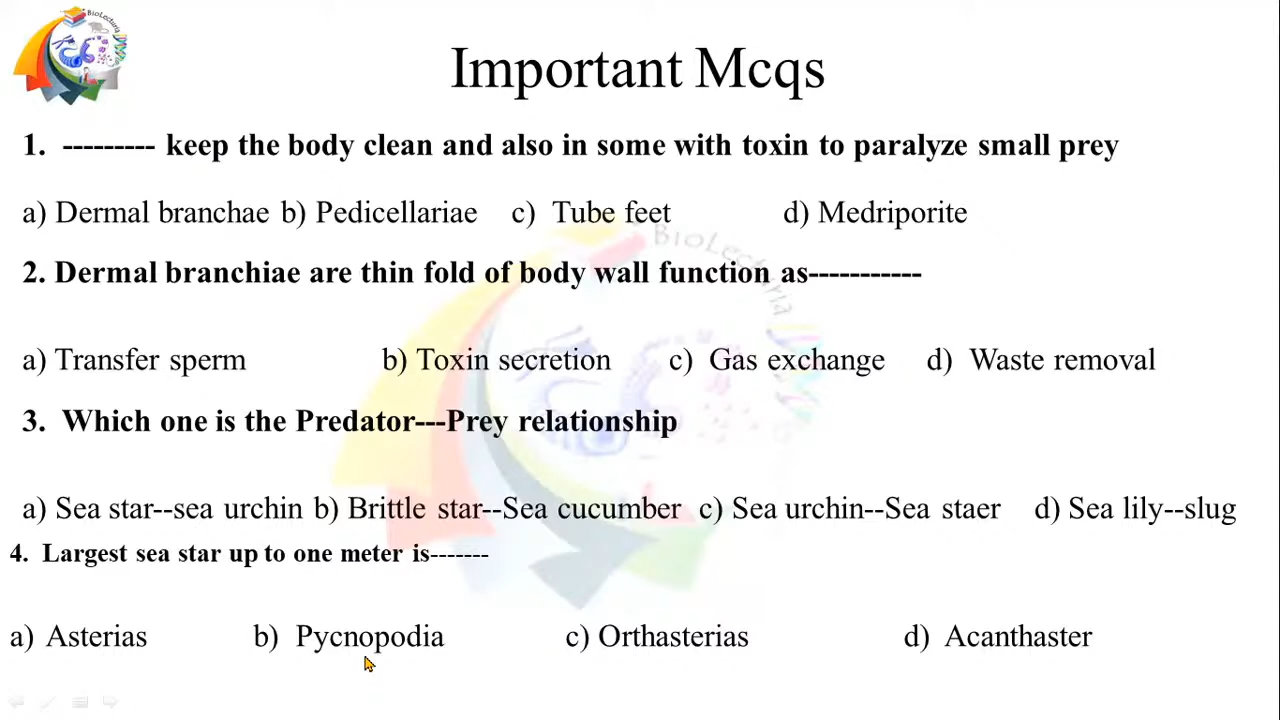 BioLecturia
Important Mcqs
1. --------- keep the body clean and also in some with toxin to paralyze small prey
a) Dermal branchae b) Pedicellariae c) Tube feet d) Medriporite
BioLecturia
2. Dermal branchiae are thin fold of body wall function as-----------
a) Transfer sperm b) Toxin secretion c) Gas exchange d) Waste removal
3. Which one is the Predator---Prey relationship
a) Sea star--sea urchin b) Brittle star--Sea cucumber c) Sea urchin--Sea staer d) Sea lily--slug
4. Largest sea star up to one meter is-------
a) Asterias b) Pycnopodia c) Orthasterias d) Acanthaster